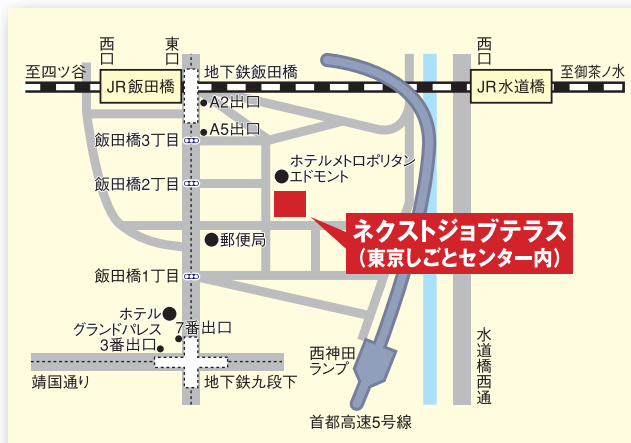 西口
東口
西口
至四ツ谷
JR飯田橋
地下鉄飯田橋
JR水道橋
至御茶ノ水
A2出口
A5出口
飯田橋3丁目
ホテルメトロポリタン
エドモント
飯田橋2丁目
ネクストジョブテラス
(東京しごとセンター内)
郵便局
飯田橋1丁目
ホテル
グランドパレス
7番出口
3番出口
西神田
ランプ
水道橋西通
靖国通り
地下鉄九段下
首都高速5号線